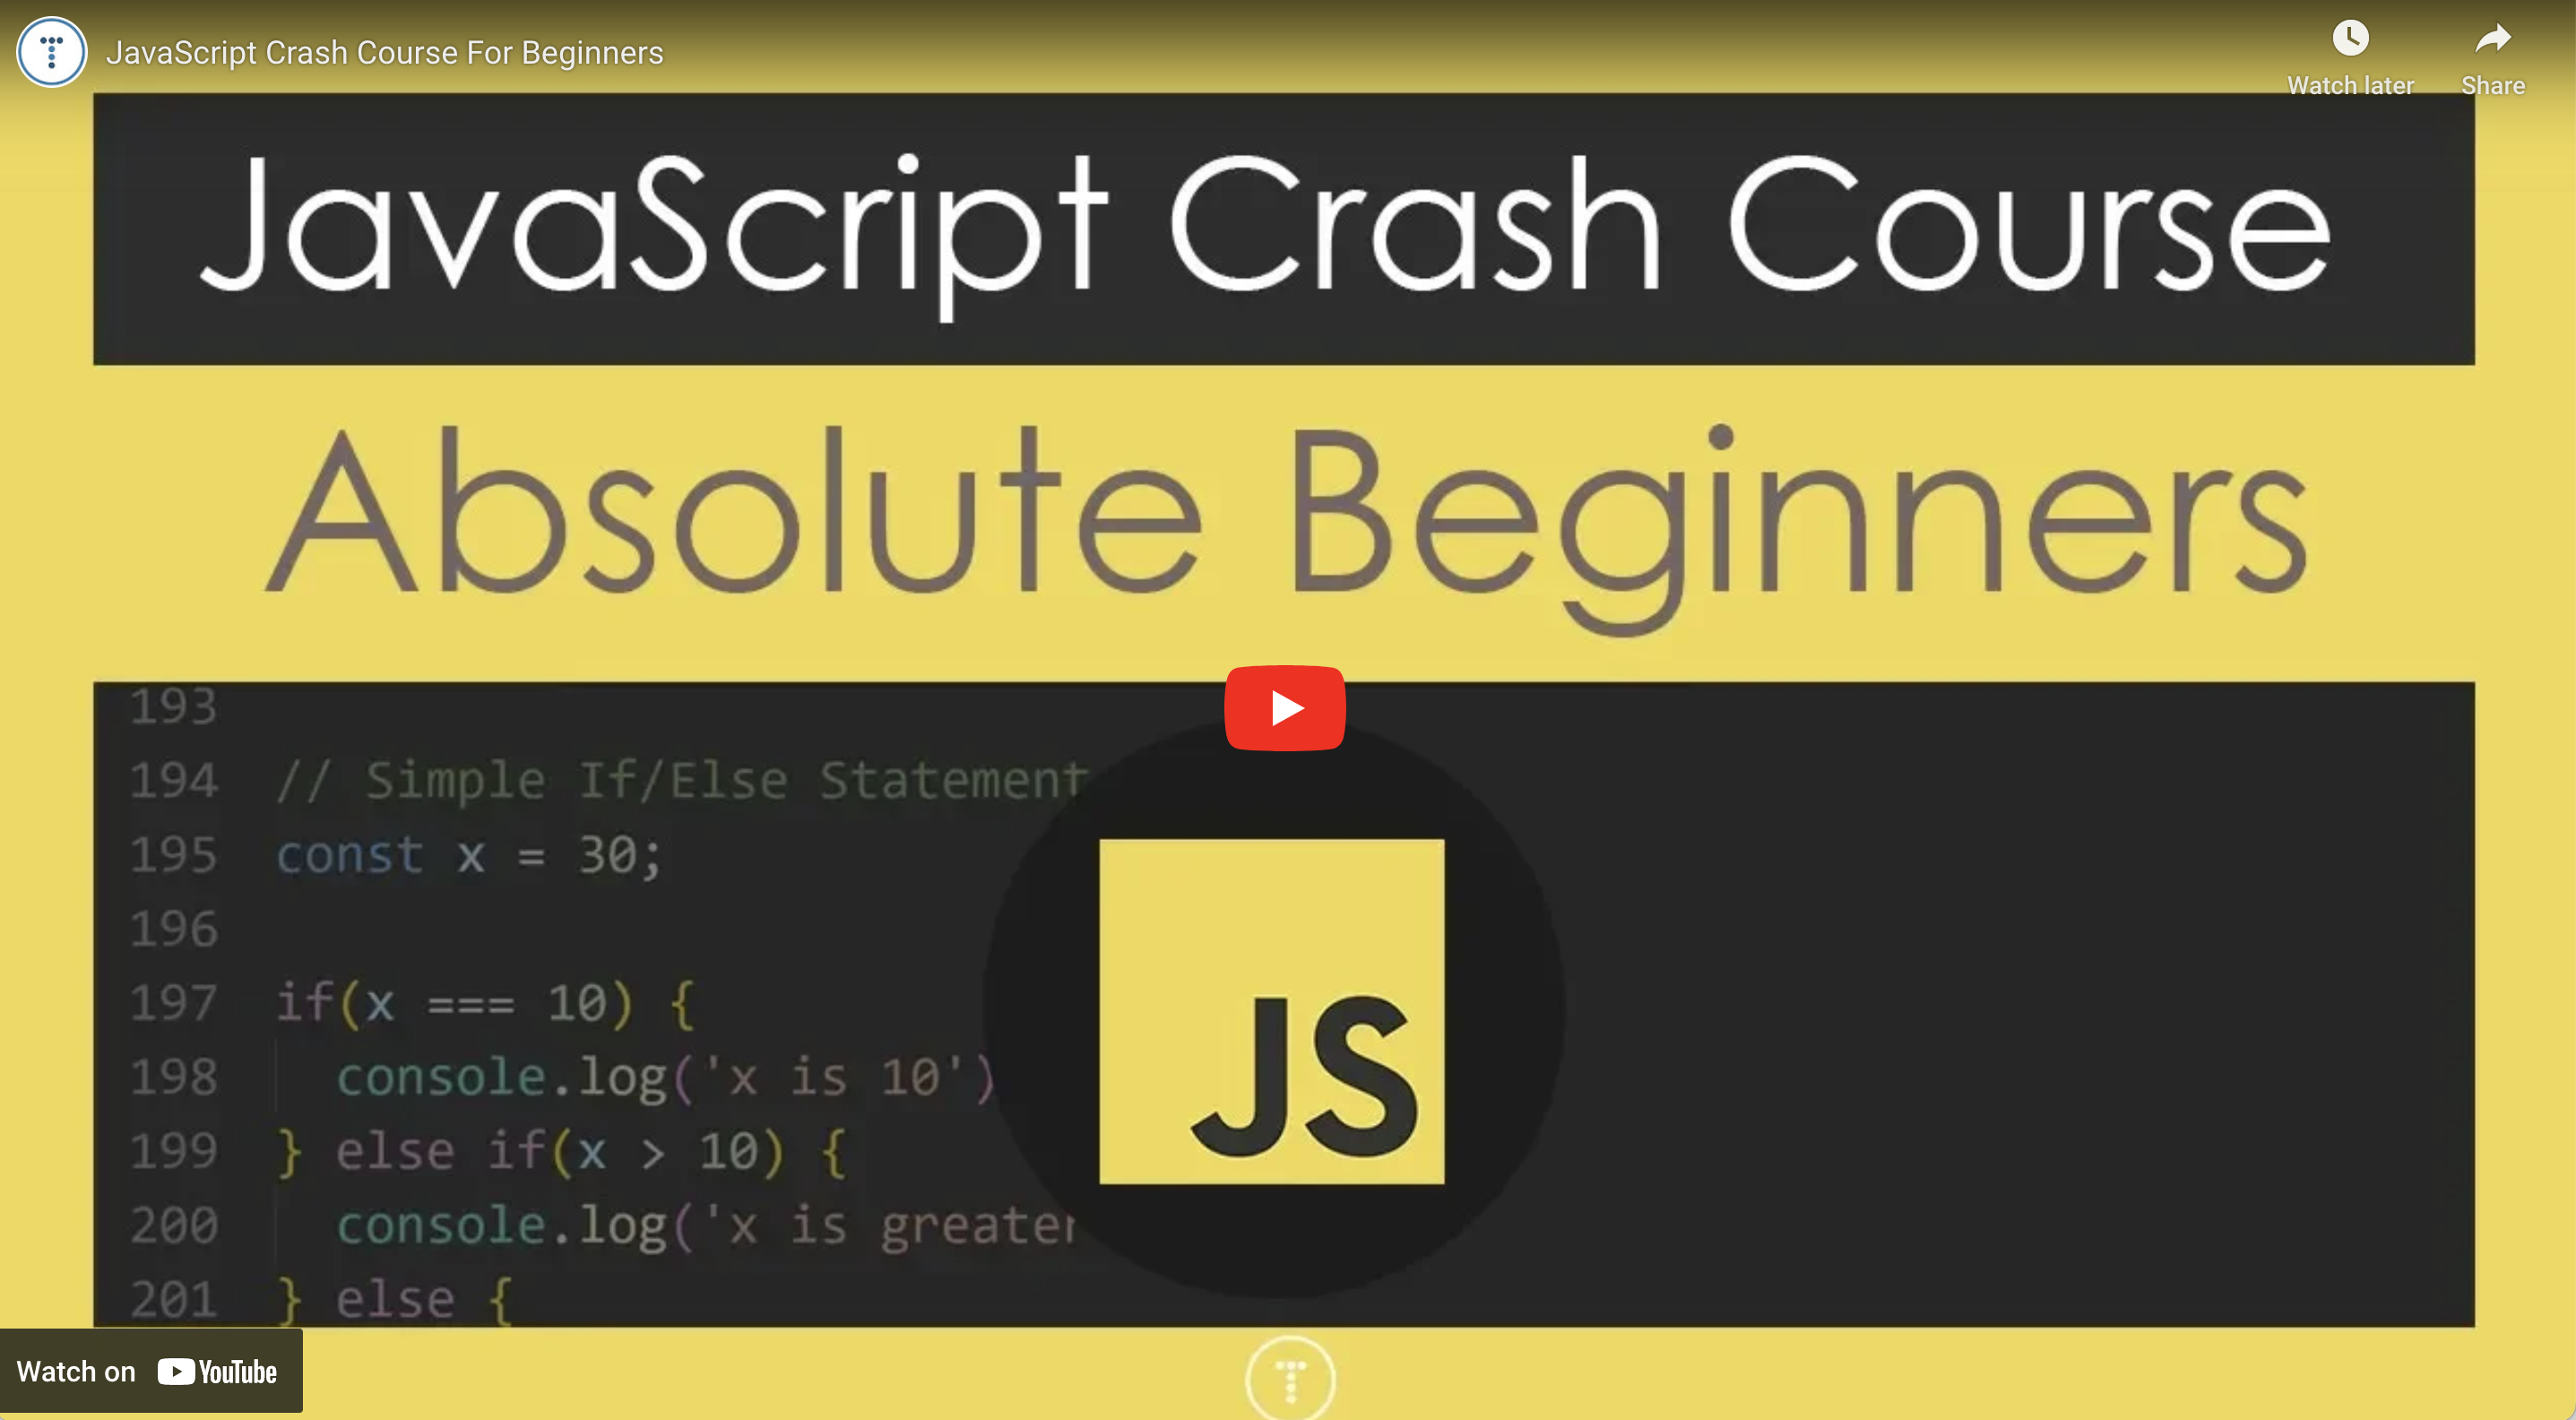 JavaScript Crash Course For Beginners
Watch later
Share
JavaScript Crash Course
Absolute Beginners
193
194 // Simple If/Else Statement
195 const x = 30;
196
197 if(x === 10) {
198 console.log('x is 10')
199 } else if(x > 10) {
200 console.log('x is greater
201 } else {
JS
Watch on YouTube